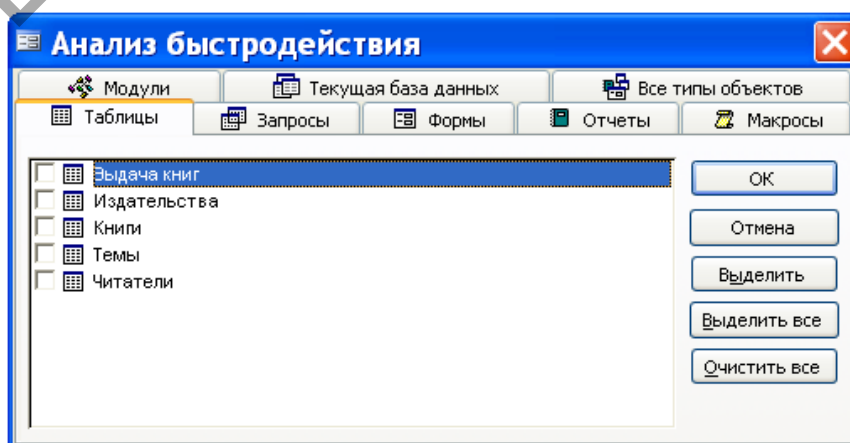 Анализ быстродействия
Модули Текущая база данных Все типы объектов
Таблицы Запросы Формы Отчеты Макросы
Выдача книг
Издательства
Книги
Темы
Читатели
ОК
Отмена
Выделить
Выделить все
Очистить все